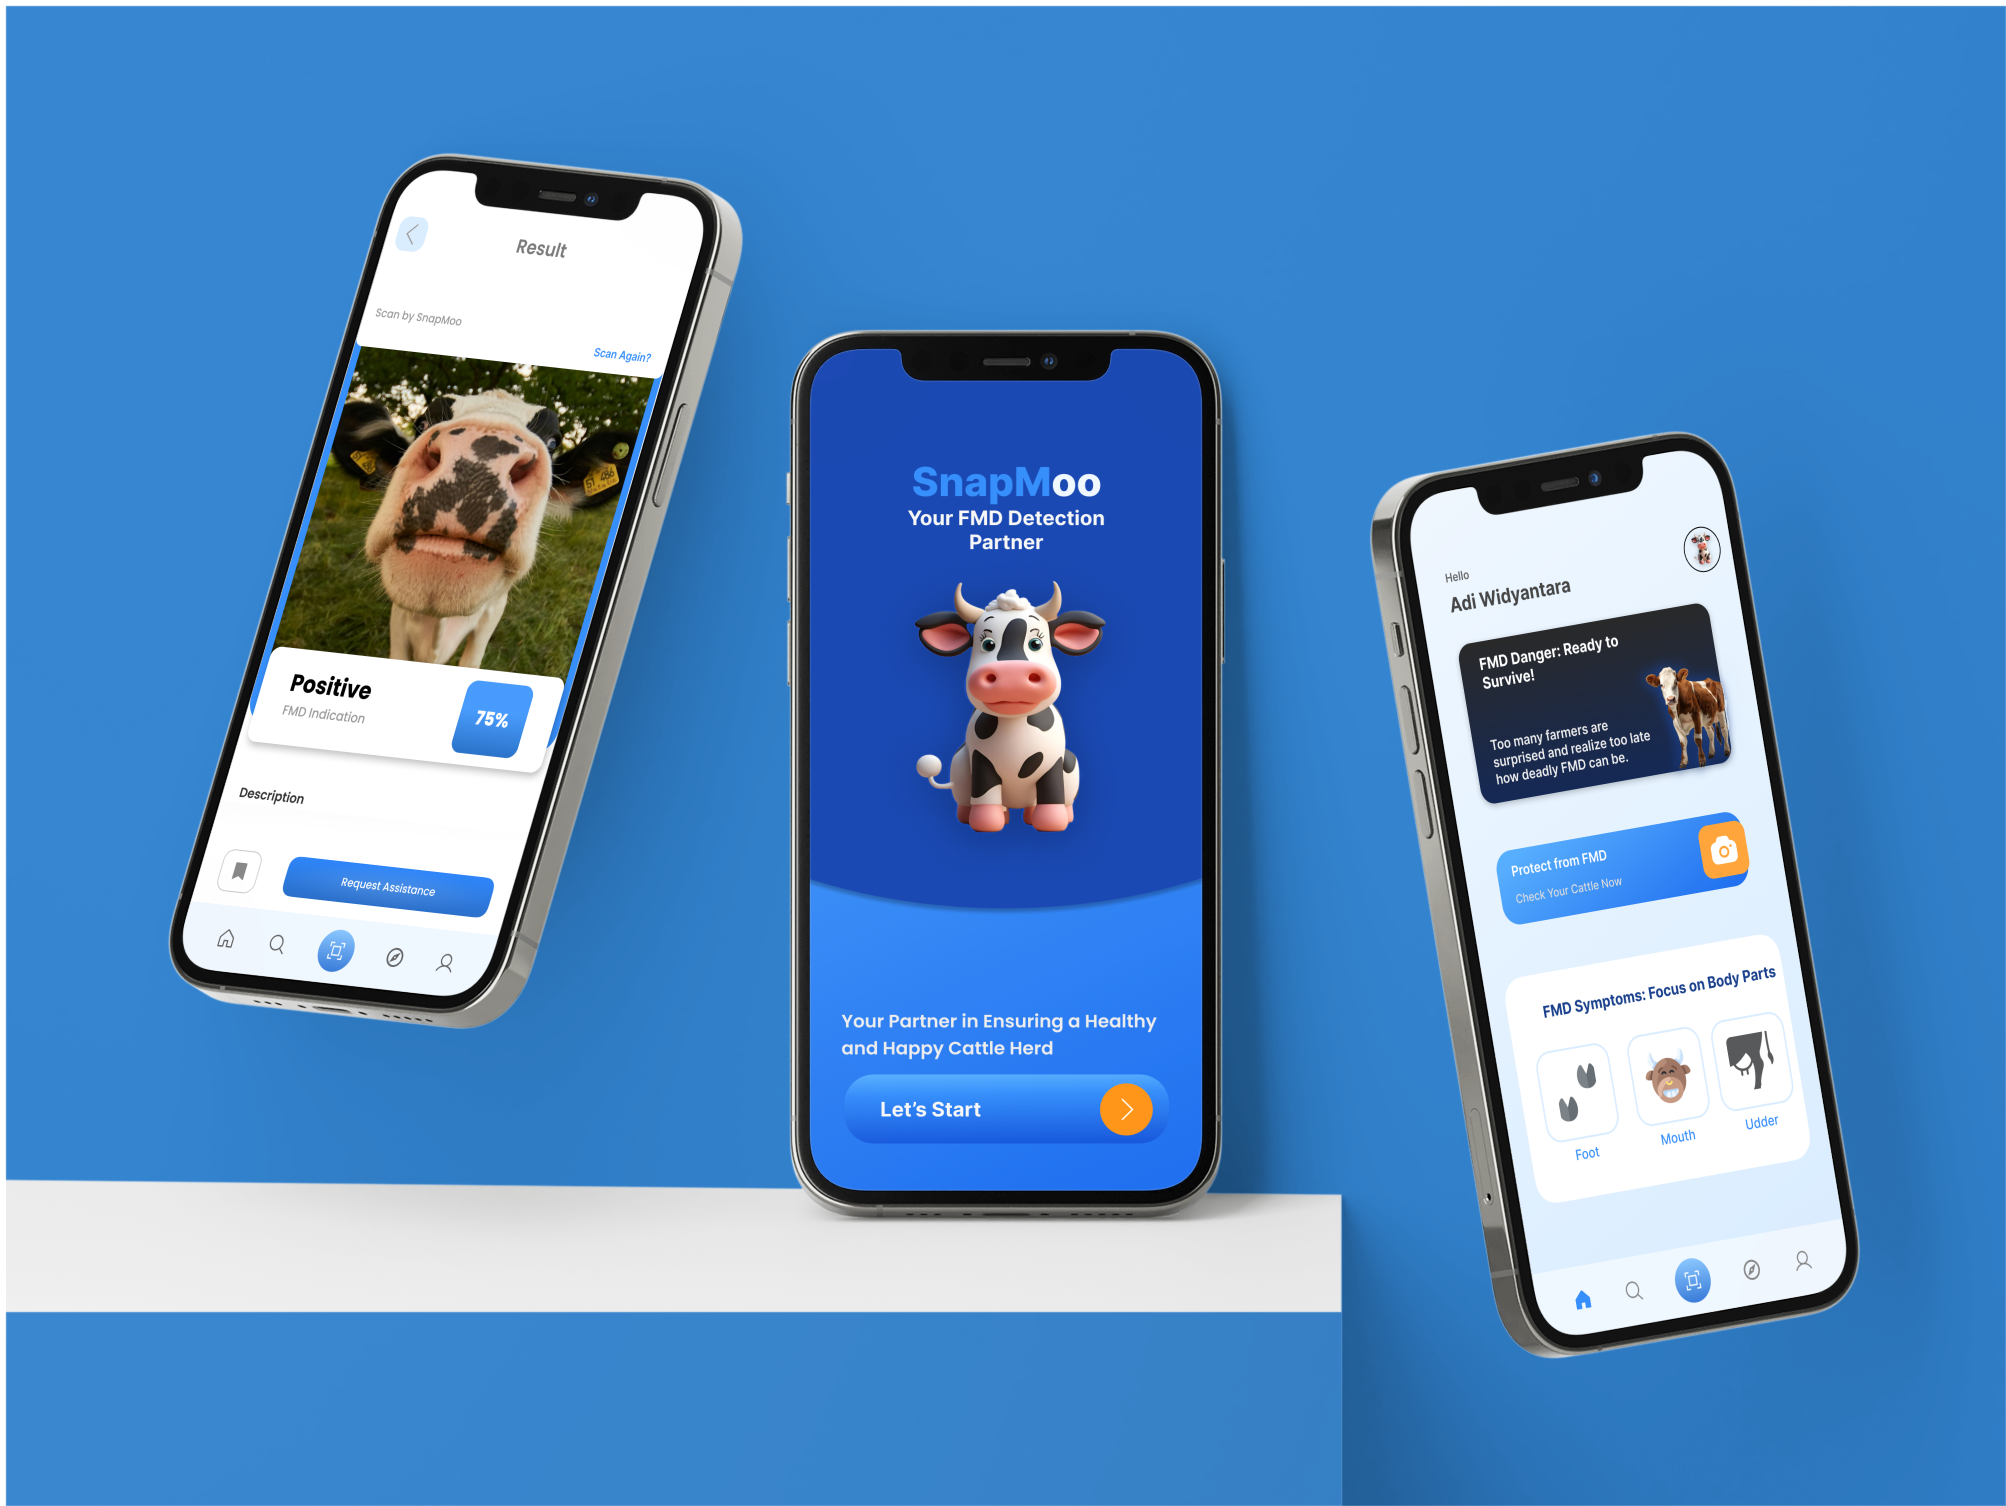 Result
Scan by SnapMoo
Scan Again?
51 486
Positive
FMD Indication
75%
Description
Request Assistance
SnapMoo
Your FMD Detection
Partner
Your Partner in Ensuring a Healthy
and Happy Cattle Herd
Let's Start
Hello
Adi Widyantara
FMD Danger: Ready to
Survive!
Too many farmers are
surprised and realize too late
how deadly FMD can be.
Protect from FMD
Check Your Cattle Now
FMD Symptoms: Focus on Body Parts
Foot
Mouth
Udder